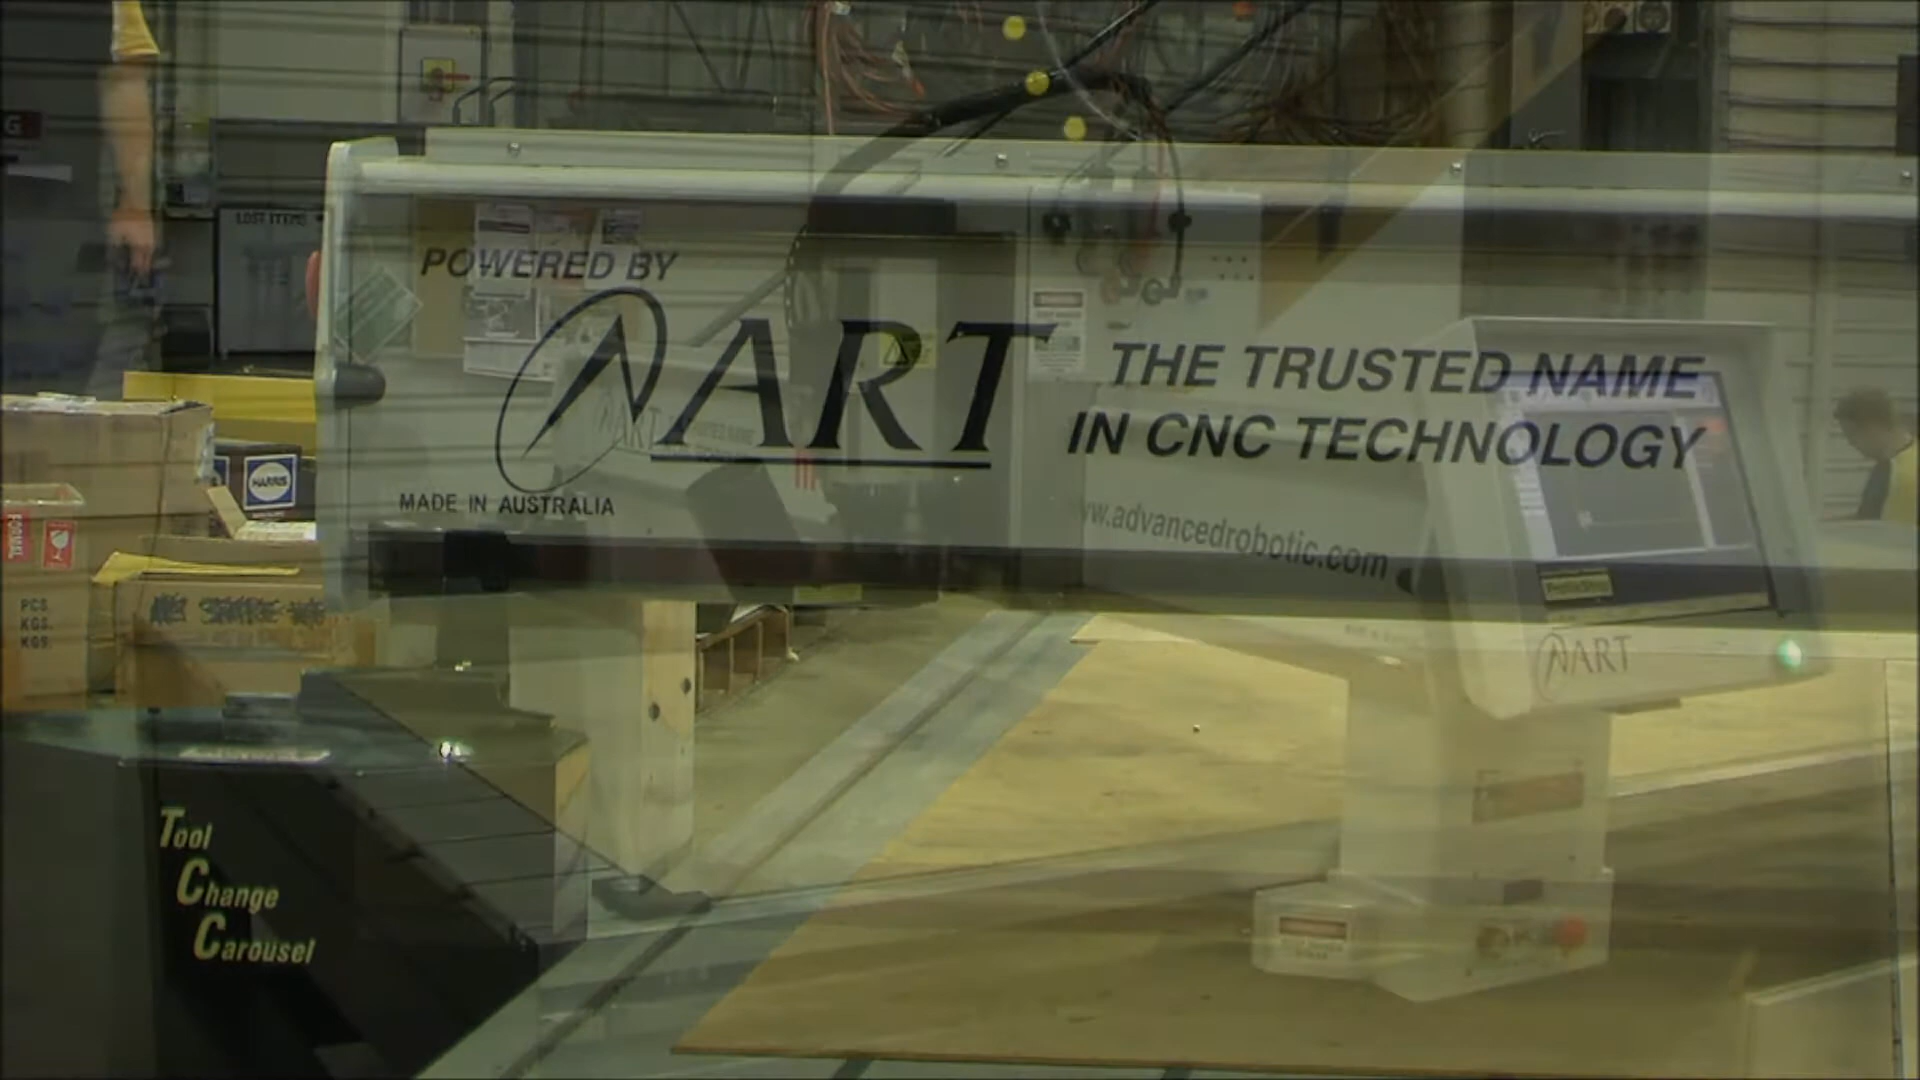 G
LOST ITEMS
POWERED BY
ART
THE TRUSTED NAME
IN CNC TECHNOLOGY
MADE IN AUSTRALIA
www.advancedrobotic.com
HARRIS
PCS
KGS.
KGS.
ART
Tool
Change
Carousel